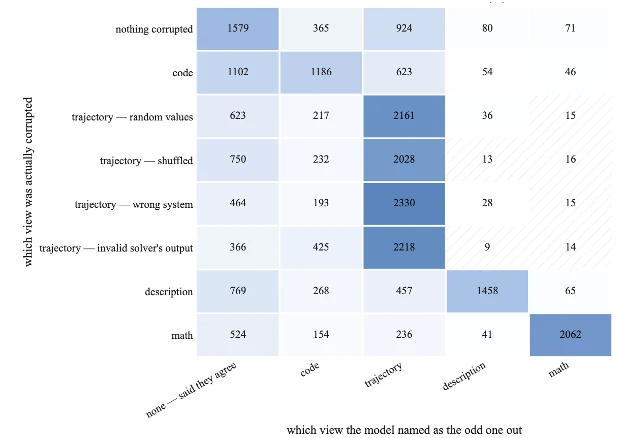 nothing corrupted 1579 365 924 80 71
code 1102 1186 623 54 46
trajectory — random values 623 217 2161 36 15
trajectory — shuffled 750 232 2028 13 16
trajectory — wrong system 464 193 2330 28 15
trajectory — invalid solver's output 366 425 2218 9 14
description 769 268 457 1458 65
math 524 154 236 41 2062
which view was actually corrupted
none — said they agree
code
trajectory
description
math
which view the model named as the odd one out